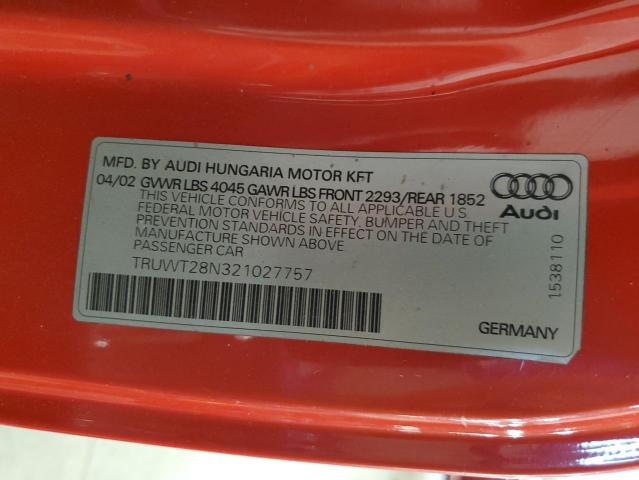 MFD. BY AUDI HUNGARIA MOTOR KFT
04/02 GVWR LBS 4045 GAWR LBS FRONT 2293/REAR 1852
THIS VEHICLE CONFORMS TO ALL APPLICABLE U S
FEDERAL MOTOR VEHICLE SAFETY, BUMPER AND THEFT
PREVENTION STANDARDS IN EFFECT ON THE DATE OF
MANUFACTURE SHOWN ABOVE
PASSENGER CAR
TRUWT28N321027757
Audi
1538110
GERMANY